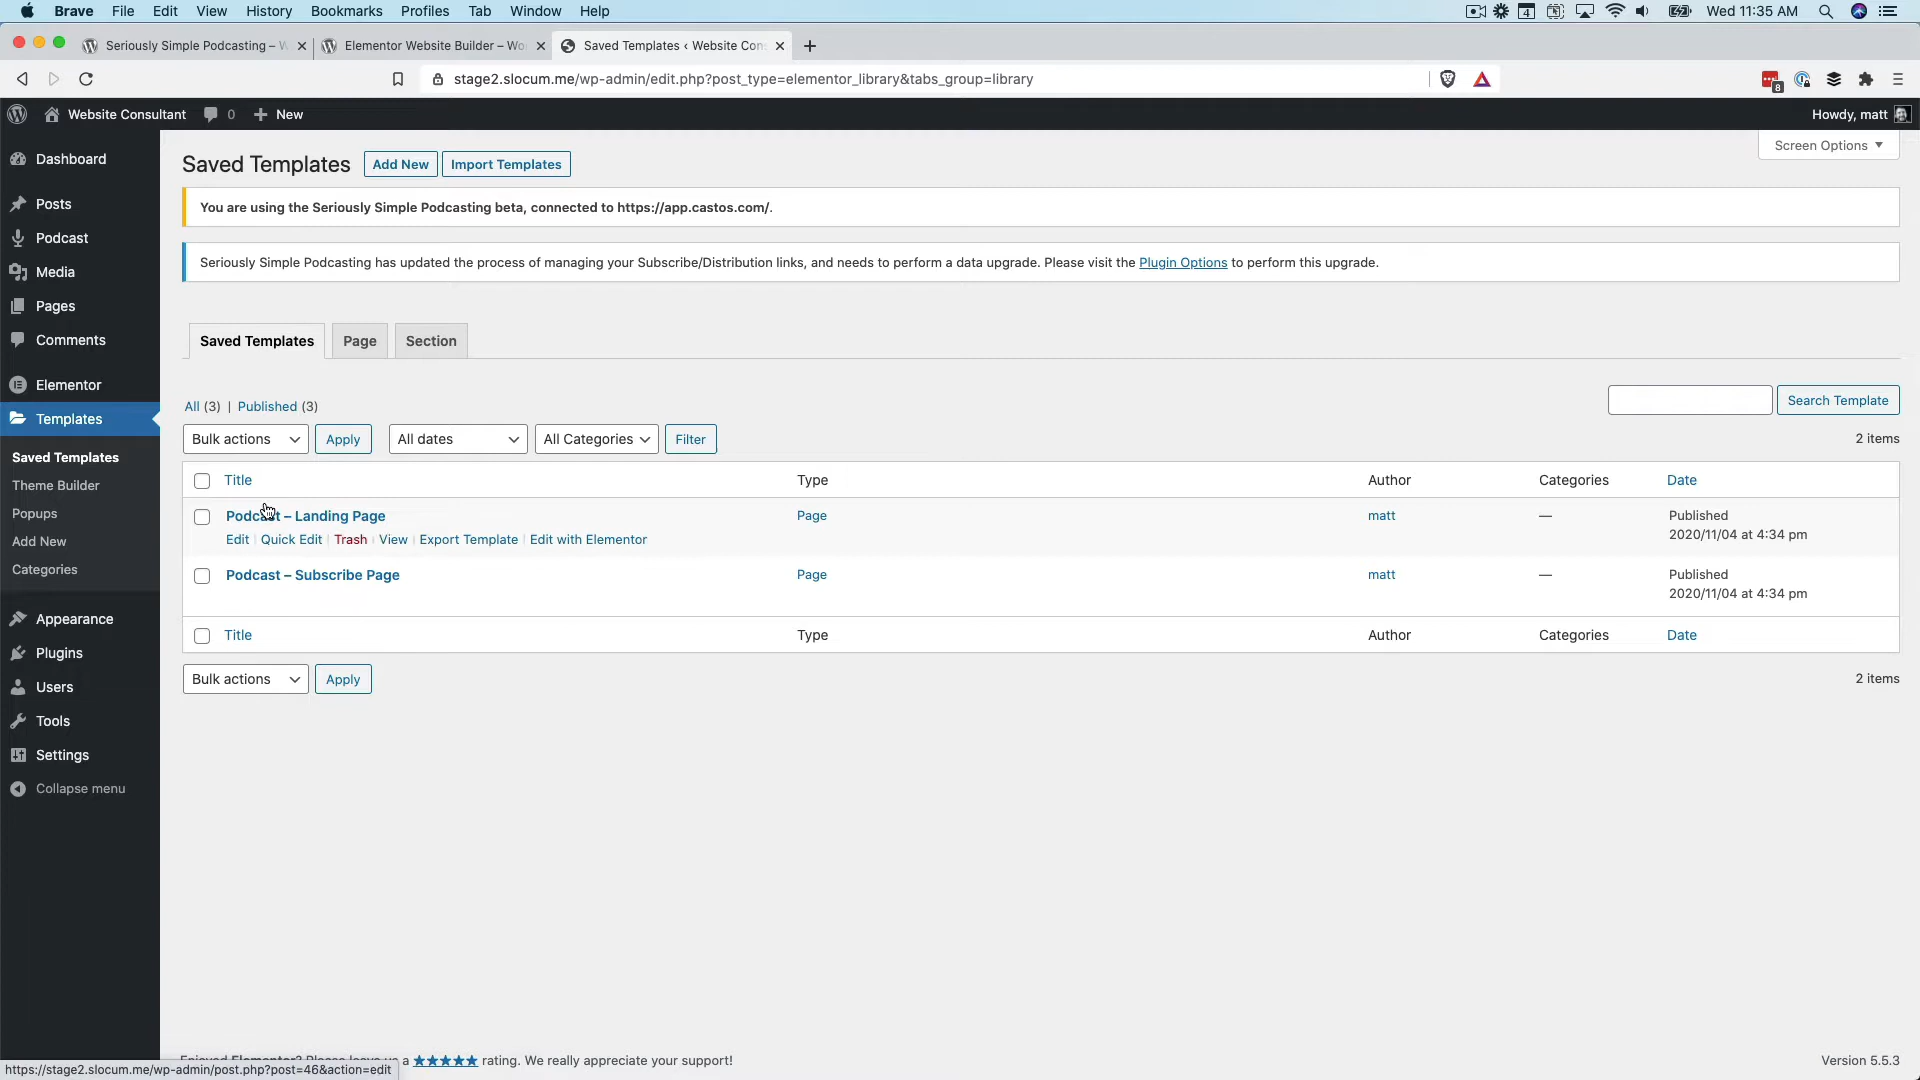 Brave File Edit View History Bookmarks Profiles Tab Window Help
4 Wed 11:35 AM
Seriously Simple Podcasting – W
Elementor Website Builder – Wo
Saved Templates ‹ Website Con
stage2.slocum.me/wp-admin/edit.php?post_type=elementor_library&tabs_group=library
8
Website Consultant 0 + New
Howdy, matt
Dashboard
Posts
Podcast
Media
Pages
Comments
Elementor
Templates
Saved Templates
Theme Builder
Popups
Add New
Categories
Appearance
Plugins
Users
Tools
Settings
Collapse menu
Screen Options
Saved Templates Add New Import Templates
You are using the Seriously Simple Podcasting beta, connected to https://app.castos.com/.
Seriously Simple Podcasting has updated the process of managing your Subscribe/Distribution links, and needs to perform a data upgrade. Please visit the Plugin Options to perform this upgrade.
Saved Templates Page Section
All (3) | Published (3)
Search Template
Bulk actions Apply All dates All Categories Filter
2 items
Title Type Author Categories Date
Podcast – Landing Page Page matt — Published
2020/11/04 at 4:34 pm
Edit | Quick Edit | Trash | View | Export Template | Edit with Elementor
Podcast – Subscribe Page Page matt — Published
2020/11/04 at 4:34 pm
Title Type Author Categories Date
Bulk actions Apply
2 items
Enjoyed Elementor? Please leave us a ★★★★★ rating. We really appreciate your support!
Version 5.5.3
https://stage2.slocum.me/wp-admin/post.php?post=46&action=edit